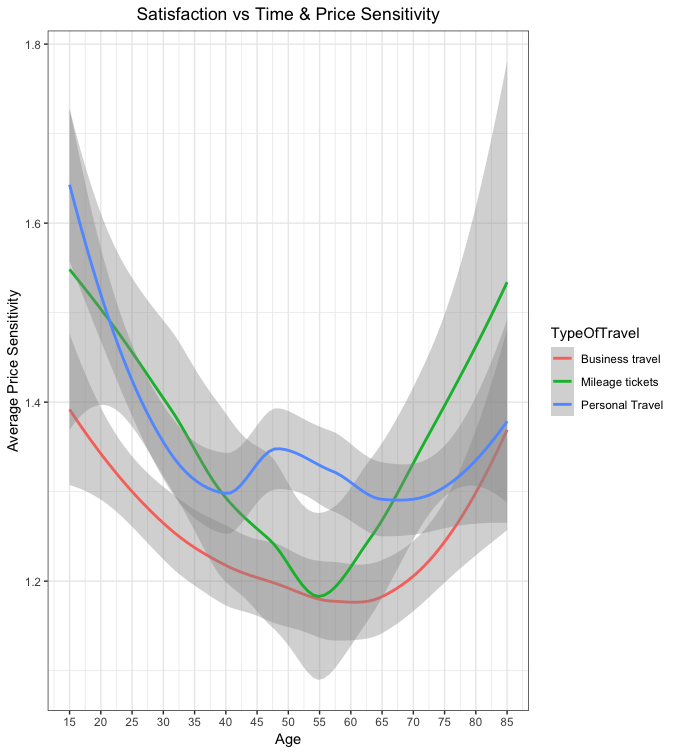 Satisfaction vs Time & Price Sensitivity
Average Price Sensitivity
1.8
1.6
1.4
1.2
15 20 25 30 35 40 45 50 55 60 65 70 75 80 85
Age
TypeOfTravel
Business travel
Mileage tickets
Personal Travel